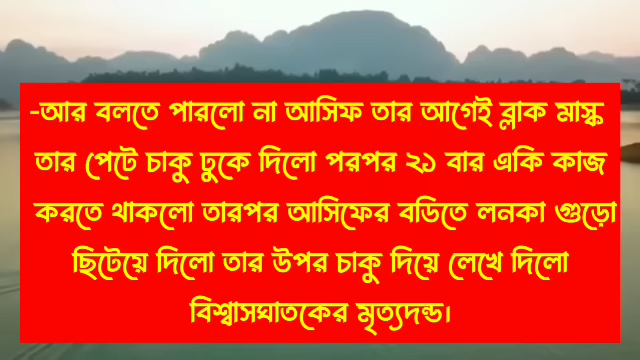 -আর বলতে পারলো না আসিফ তার আগেই ব্লাক মাস্ক
তার পেটে চাকু ঢুকে দিলো পরপর ২১ বার একি কাজ
করতে থাকলো তারপর আসিফের বডিতে লনকা গুড়ো
ছিটেয়ে দিলো তার উপর চাকু দিয়ে লেখে দিলো
বিশ্বাসঘাতকের মৃত্যদন্ড।